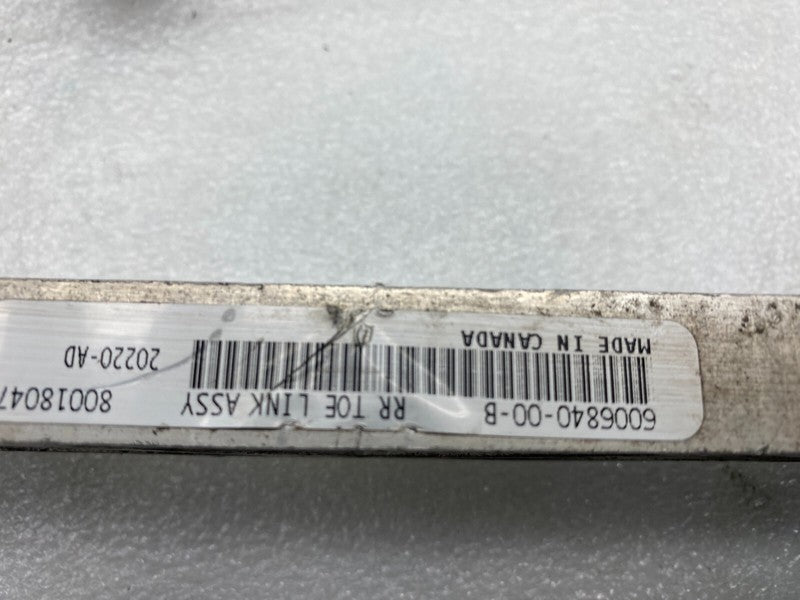 6006840-00-B RR TOE LINK ASSY 80018047
MADE IN CANADA 20220-AD